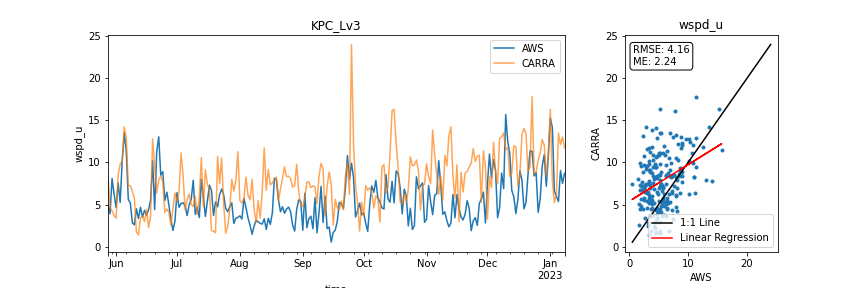 KPC_Lv3
wspd_u
25
20
15
10
5
0
AWS
CARRA
Jun
Jul
Aug
Sep
Oct
Nov
Dec
Jan
2023
time
wspd_u
wspd_u
CARRA
25
20
15
10
5
0
RMSE: 4.16
ME: 2.24
1:1 Line
Linear Regression
0
10
20
AWS